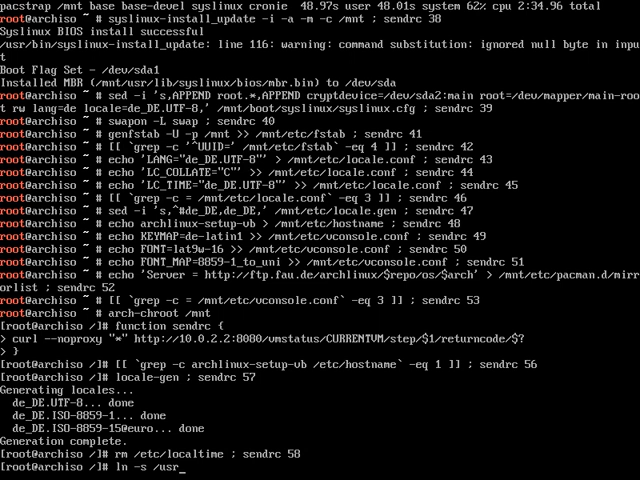 pacstrap /mnt base base-devel syslinux cronie  48.97s user 48.01s system 62% cpu 2:34.96 total
root@archiso ~ # syslinux-install_update -i -a -m -c /mnt ; sendrc 38
Syslinux BIOS install successful
/usr/bin/syslinux-install_update: line 116: warning: command substitution: ignored null byte in inpu
t
Boot Flag Set - /dev/sda1
Installed MBR (/mnt/usr/lib/syslinux/bios/mbr.bin) to /dev/sda
root@archiso ~ # sed -i 's,APPEND root.*,APPEND cryptdevice=/dev/sda2:main root=/dev/mapper/main-roo
t rw lang=de locale=de_DE.UTF-8,' /mnt/boot/syslinux/syslinux.cfg ; sendrc 39
root@archiso ~ # swapon -L swap ; sendrc 40
root@archiso ~ # genfstab -U -p /mnt >> /mnt/etc/fstab ; sendrc 41
root@archiso ~ # [[ `grep -c '^UUID=' /mnt/etc/fstab` -eq 4 ]] ; sendrc 42
root@archiso ~ # echo 'LANG="de_DE.UTF-8"' > /mnt/etc/locale.conf ; sendrc 43
root@archiso ~ # echo 'LC_COLLATE="C"' >> /mnt/etc/locale.conf ; sendrc 44
root@archiso ~ # echo 'LC_TIME="de_DE.UTF-8"' >> /mnt/etc/locale.conf ; sendrc 45
root@archiso ~ # [[ `grep -c = /mnt/etc/locale.conf` -eq 3 ]] ; sendrc 46
root@archiso ~ # sed -i 's,^#de_DE,de_DE,' /mnt/etc/locale.gen ; sendrc 47
root@archiso ~ # echo archlinux-setup-vb > /mnt/etc/hostname ; sendrc 48
root@archiso ~ # echo KEYMAP=de-latin1 >> /mnt/etc/vconsole.conf ; sendrc 49
root@archiso ~ # echo FONT=lat9w-16 >> /mnt/etc/vconsole.conf ; sendrc 50
root@archiso ~ # echo FONT_MAP=8859-1_to_uni >> /mnt/etc/vconsole.conf ; sendrc 51
root@archiso ~ # echo 'Server = http://ftp.fau.de/archlinux/$repo/os/$arch' > /mnt/etc/pacman.d/mirr
orlist ; sendrc 52
root@archiso ~ # [[ `grep -c = /mnt/etc/vconsole.conf` -eq 3 ]] ; sendrc 53
root@archiso ~ # arch-chroot /mnt
[root@archiso /]# function sendrc {
> curl --noproxy "*" http://10.0.2.2:8080/vmstatus/CURRENTVM/step/$1/returncode/$?
> }
[root@archiso /]# [[ `grep -c archlinux-setup-vb /etc/hostname` -eq 1 ]] ; sendrc 56
[root@archiso /]# locale-gen ; sendrc 57
Generating locales...
  de_DE.UTF-8... done
  de_DE.ISO-8859-1... done
  de_DE.ISO-8859-15@euro... done
Generation complete.
[root@archiso /]# rm /etc/localtime ; sendrc 58
[root@archiso /]# ln -s /usr_